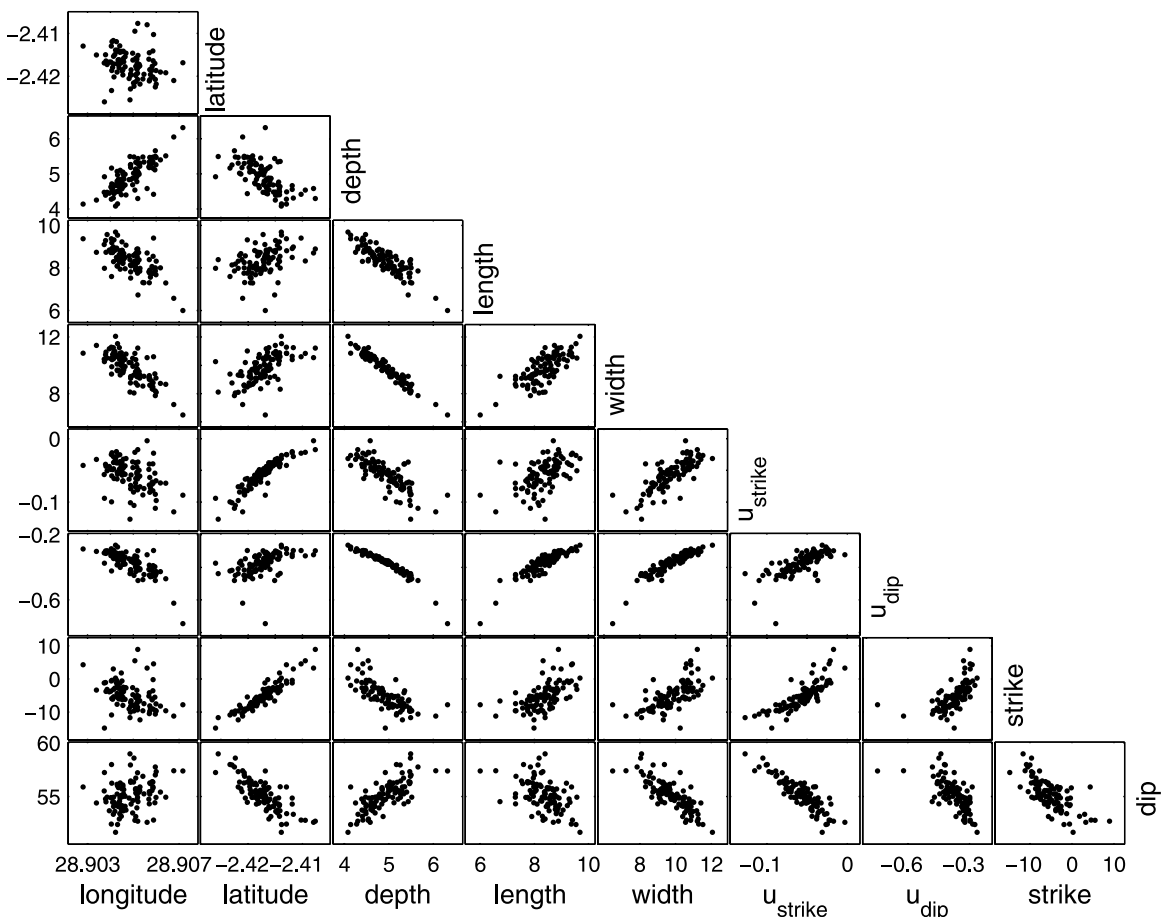 −2.41
−2.42
latitude
6
5
4
depth
10
8
6
length
12
8
width
0
−0.1
u_strike
−0.2
−0.6
u_dip
10
0
−10
strike
60
55
dip
28.903 28.907 −2.42 −2.41 4 5 6 6 8 10 8 10 12 −0.1 0 −0.6 −0.3 −10 0 10
longitude latitude depth length width u_strike u_dip strike